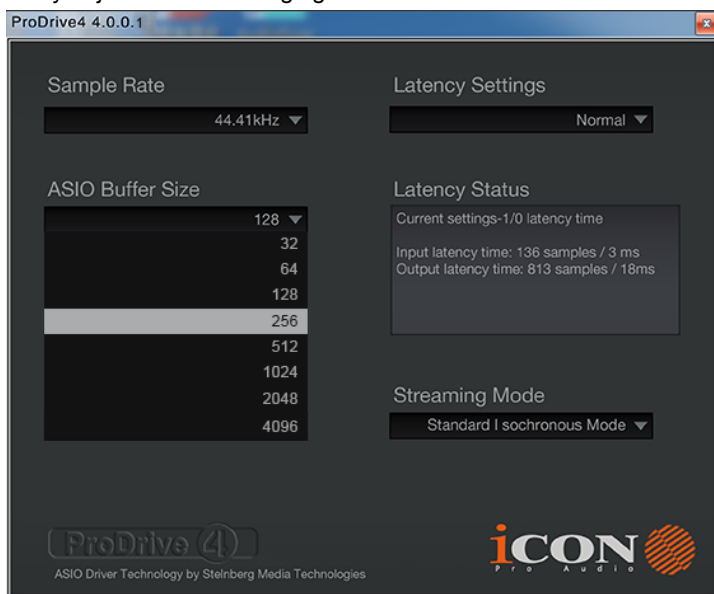 ProDrive4 4.0.0.1
Sample Rate
44.41kHz
Latency Settings
Normal
ASIO Buffer Size
128
32
64
128
256
512
1024
2048
4096
Latency Status
Current settings-1/0 latency time
Input latency time: 136 samples / 3 ms
Output latency time: 813 samples / 18ms
Streaming Mode
Standard I sochronous Mode
ProDrive 4
ASIO Driver Technology by Steinberg Media Technologies
iCON
Pro Audio